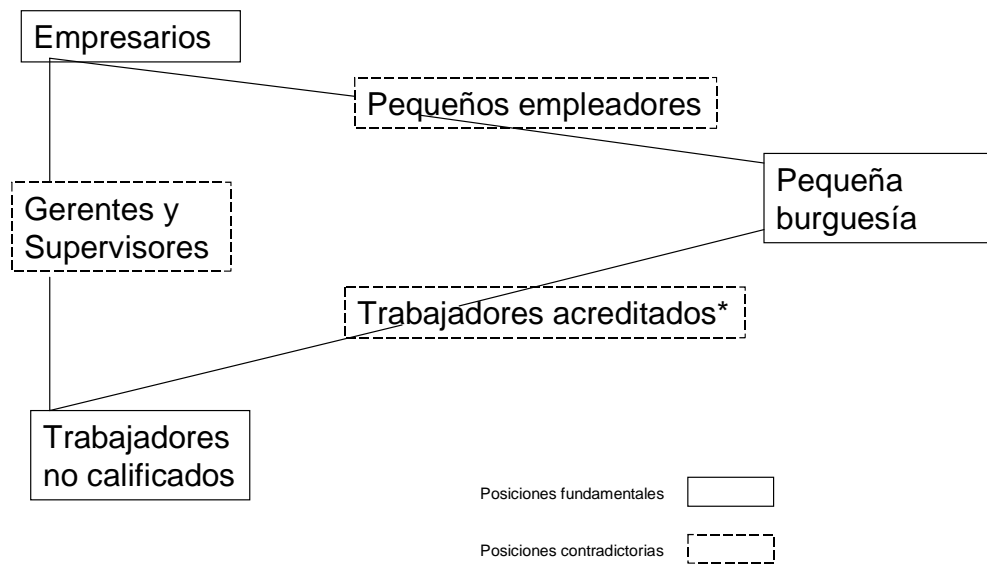 Empresarios
Pequeños empleadores
Pequeña
burguesía
Gerentes y
Supervisores
Trabajadores acreditados*
Trabajadores
no calificados
Posiciones fundamentales
Posiciones contradictorias